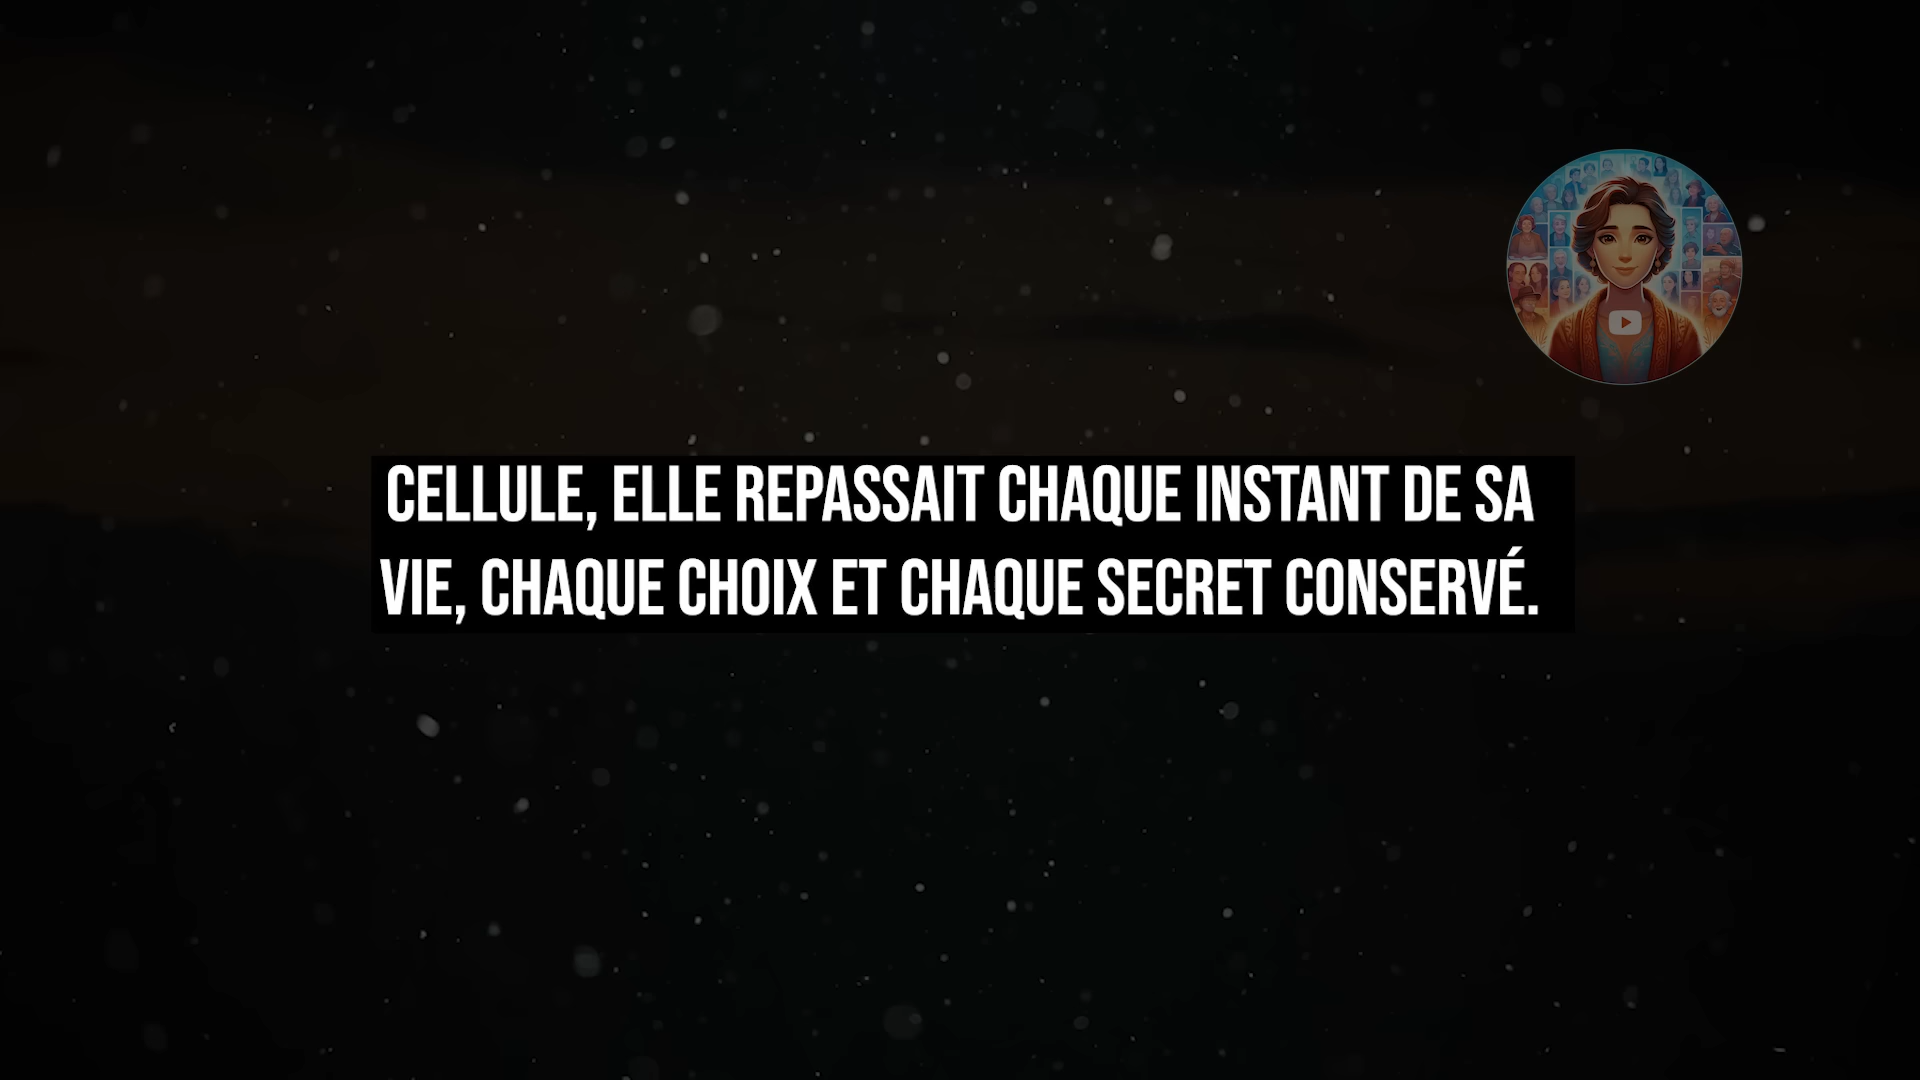 CELLULE, ELLE REPASSAIT CHAQUE INSTANT DE SA
VIE, CHAQUE CHOIX ET CHAQUE SECRET CONSERVÉ.